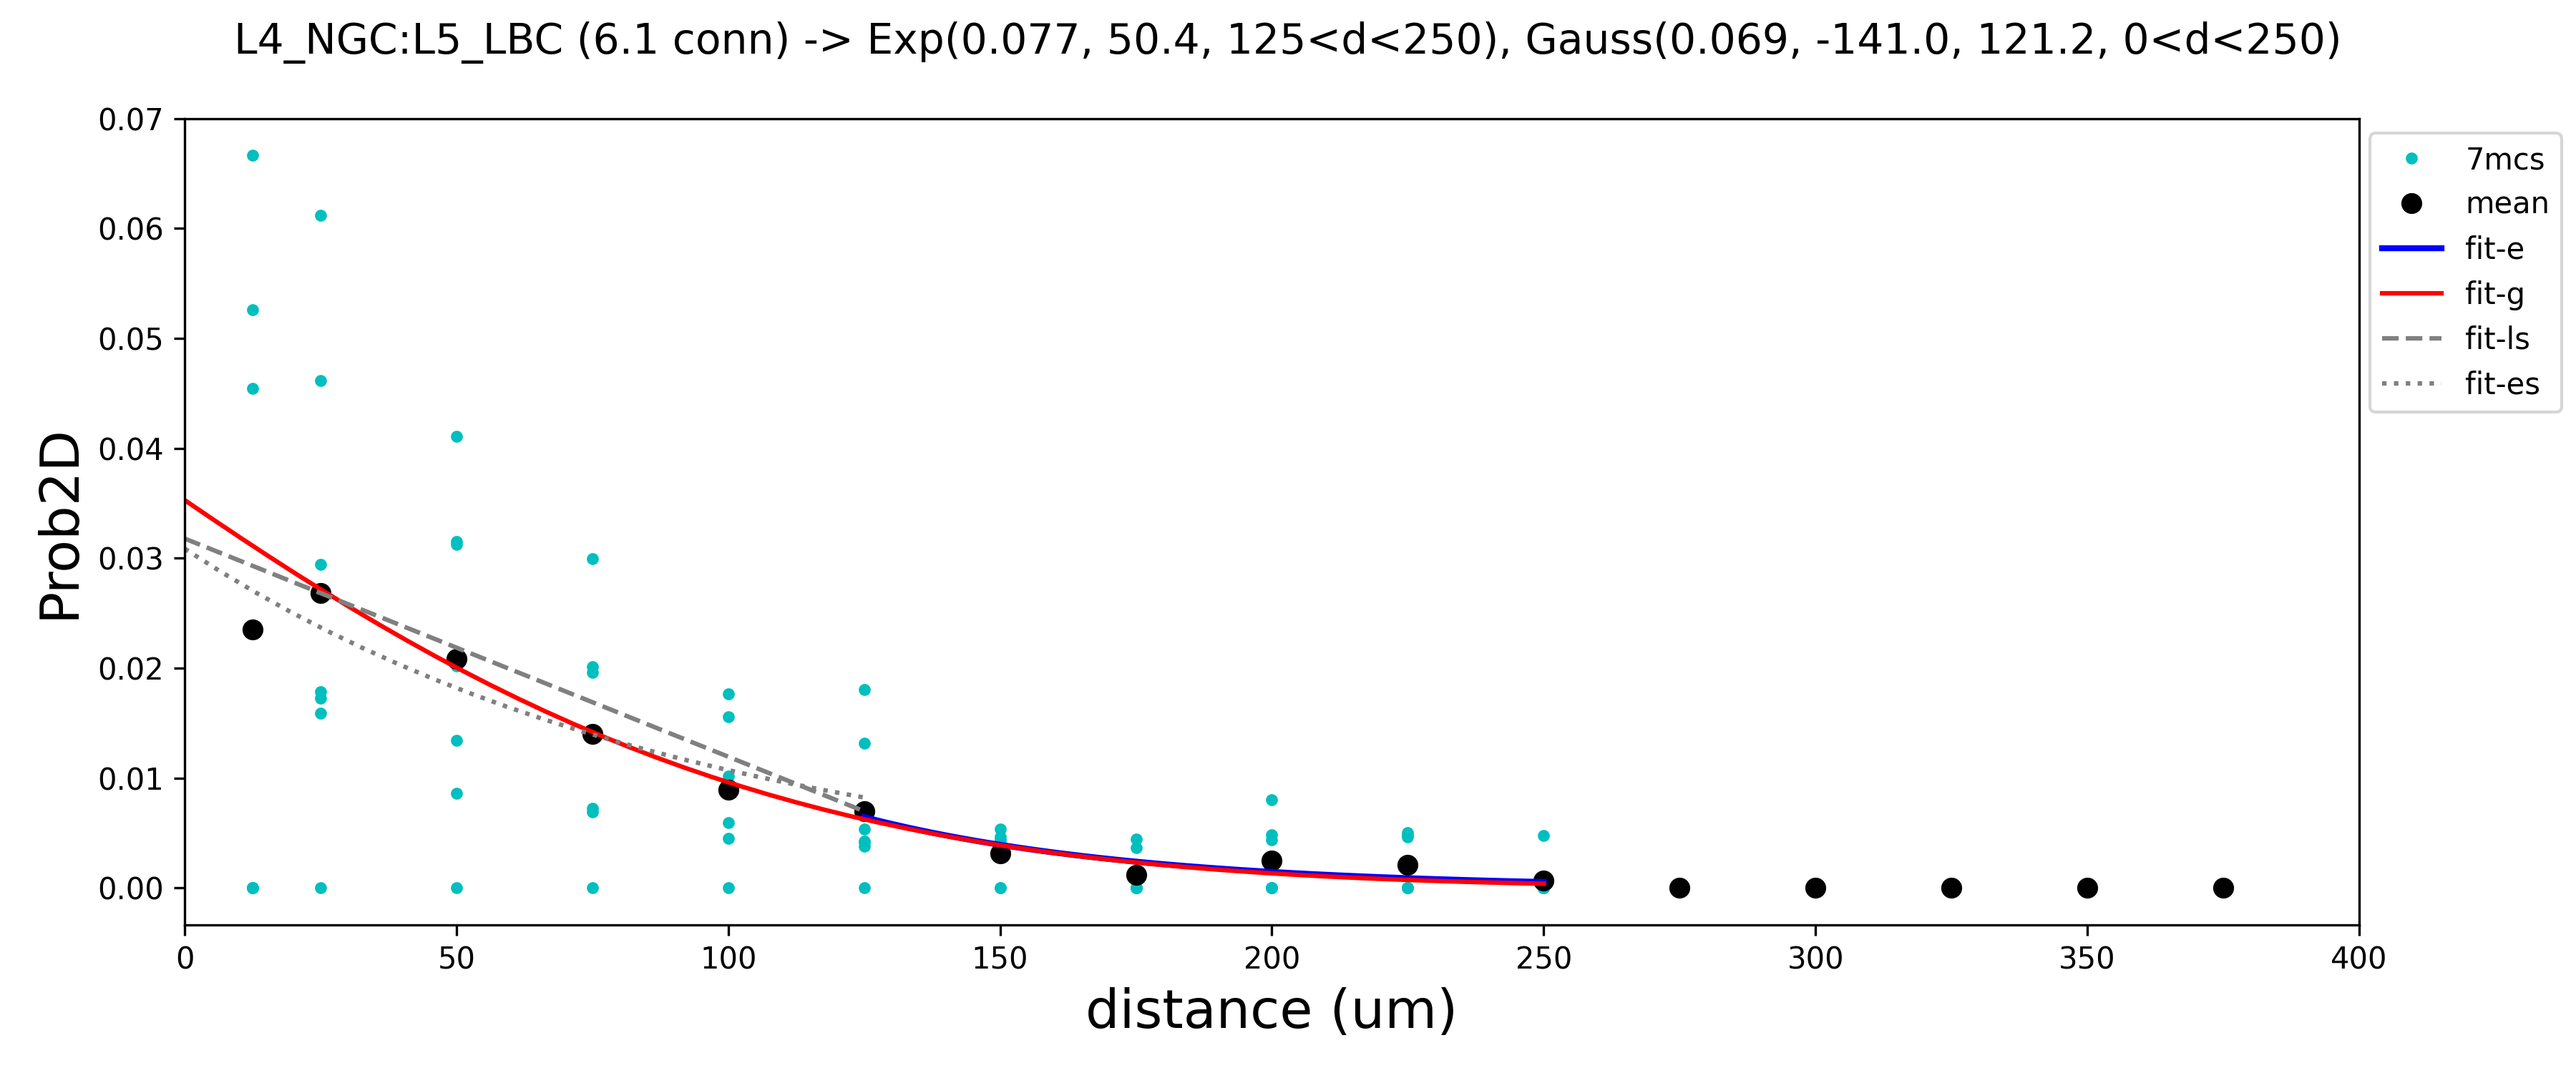 L4_NGC:L5_LBC (6.1 conn) -> Exp(0.077, 50.4, 125<d<250), Gauss(0.069, -141.0, 121.2, 0<d<250)
0.07
0.06
0.05
0.04
0.03
0.02
0.01
0.00
Prob2D
0 50 100 150 200 250 300 350 400
distance (um)
7mcs
mean
fit-e
fit-g
fit-ls
fit-es